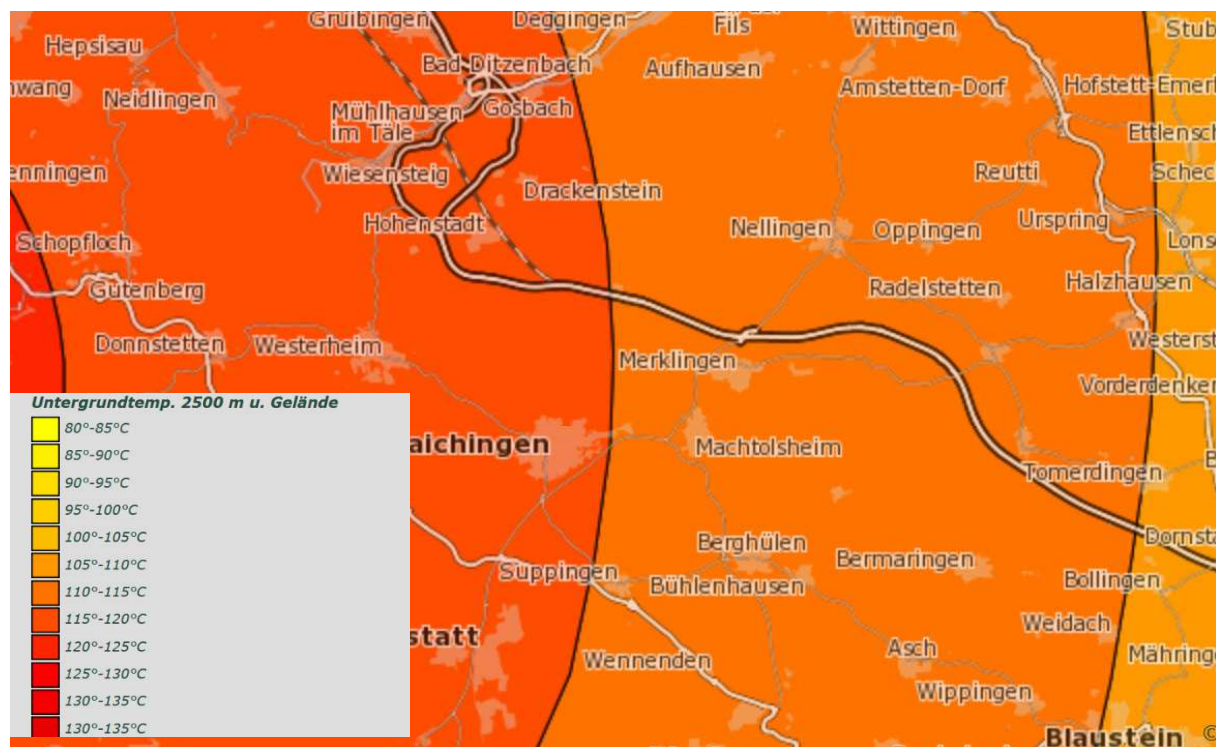 Gruibingen
Deggingen
Fils
Wittingen
Stub
Hepsisau
Bad Ditzenbach
Aufhausen
Amstetten-Dorf
Hofstett-Emerk
hwang
Neidlingen
Mühlhausen
im Täle
Gosbach
Ettlensch
enningen
Wiesensteig
Drackenstein
Reutti
Schec
Schopfloch
Hohenstadt
Nellingen
Oppingen
Urspring
Lonse
Gutenberg
Radelstetten
Halzhausen
Donnstetten
Westerheim
Merklingen
Westerst
Vorderdenker
Untergrundtemp. 2500 m u. Gelände
80°-85°C
85°-90°C
90°-95°C
95°-100°C
100°-105°C
105°-110°C
110°-115°C
115°-120°C
120°-125°C
125°-130°C
130°-135°C
130°-135°C
aichingen
Machtolsheim
Tomerdingen
B
Suppingen
Berghülen
Bühlenhausen
Bermaringen
Dornsta
Bollingen
statt
Wennenden
Asch
Weidach
Mähringe
Wippingen
Blaustein
©